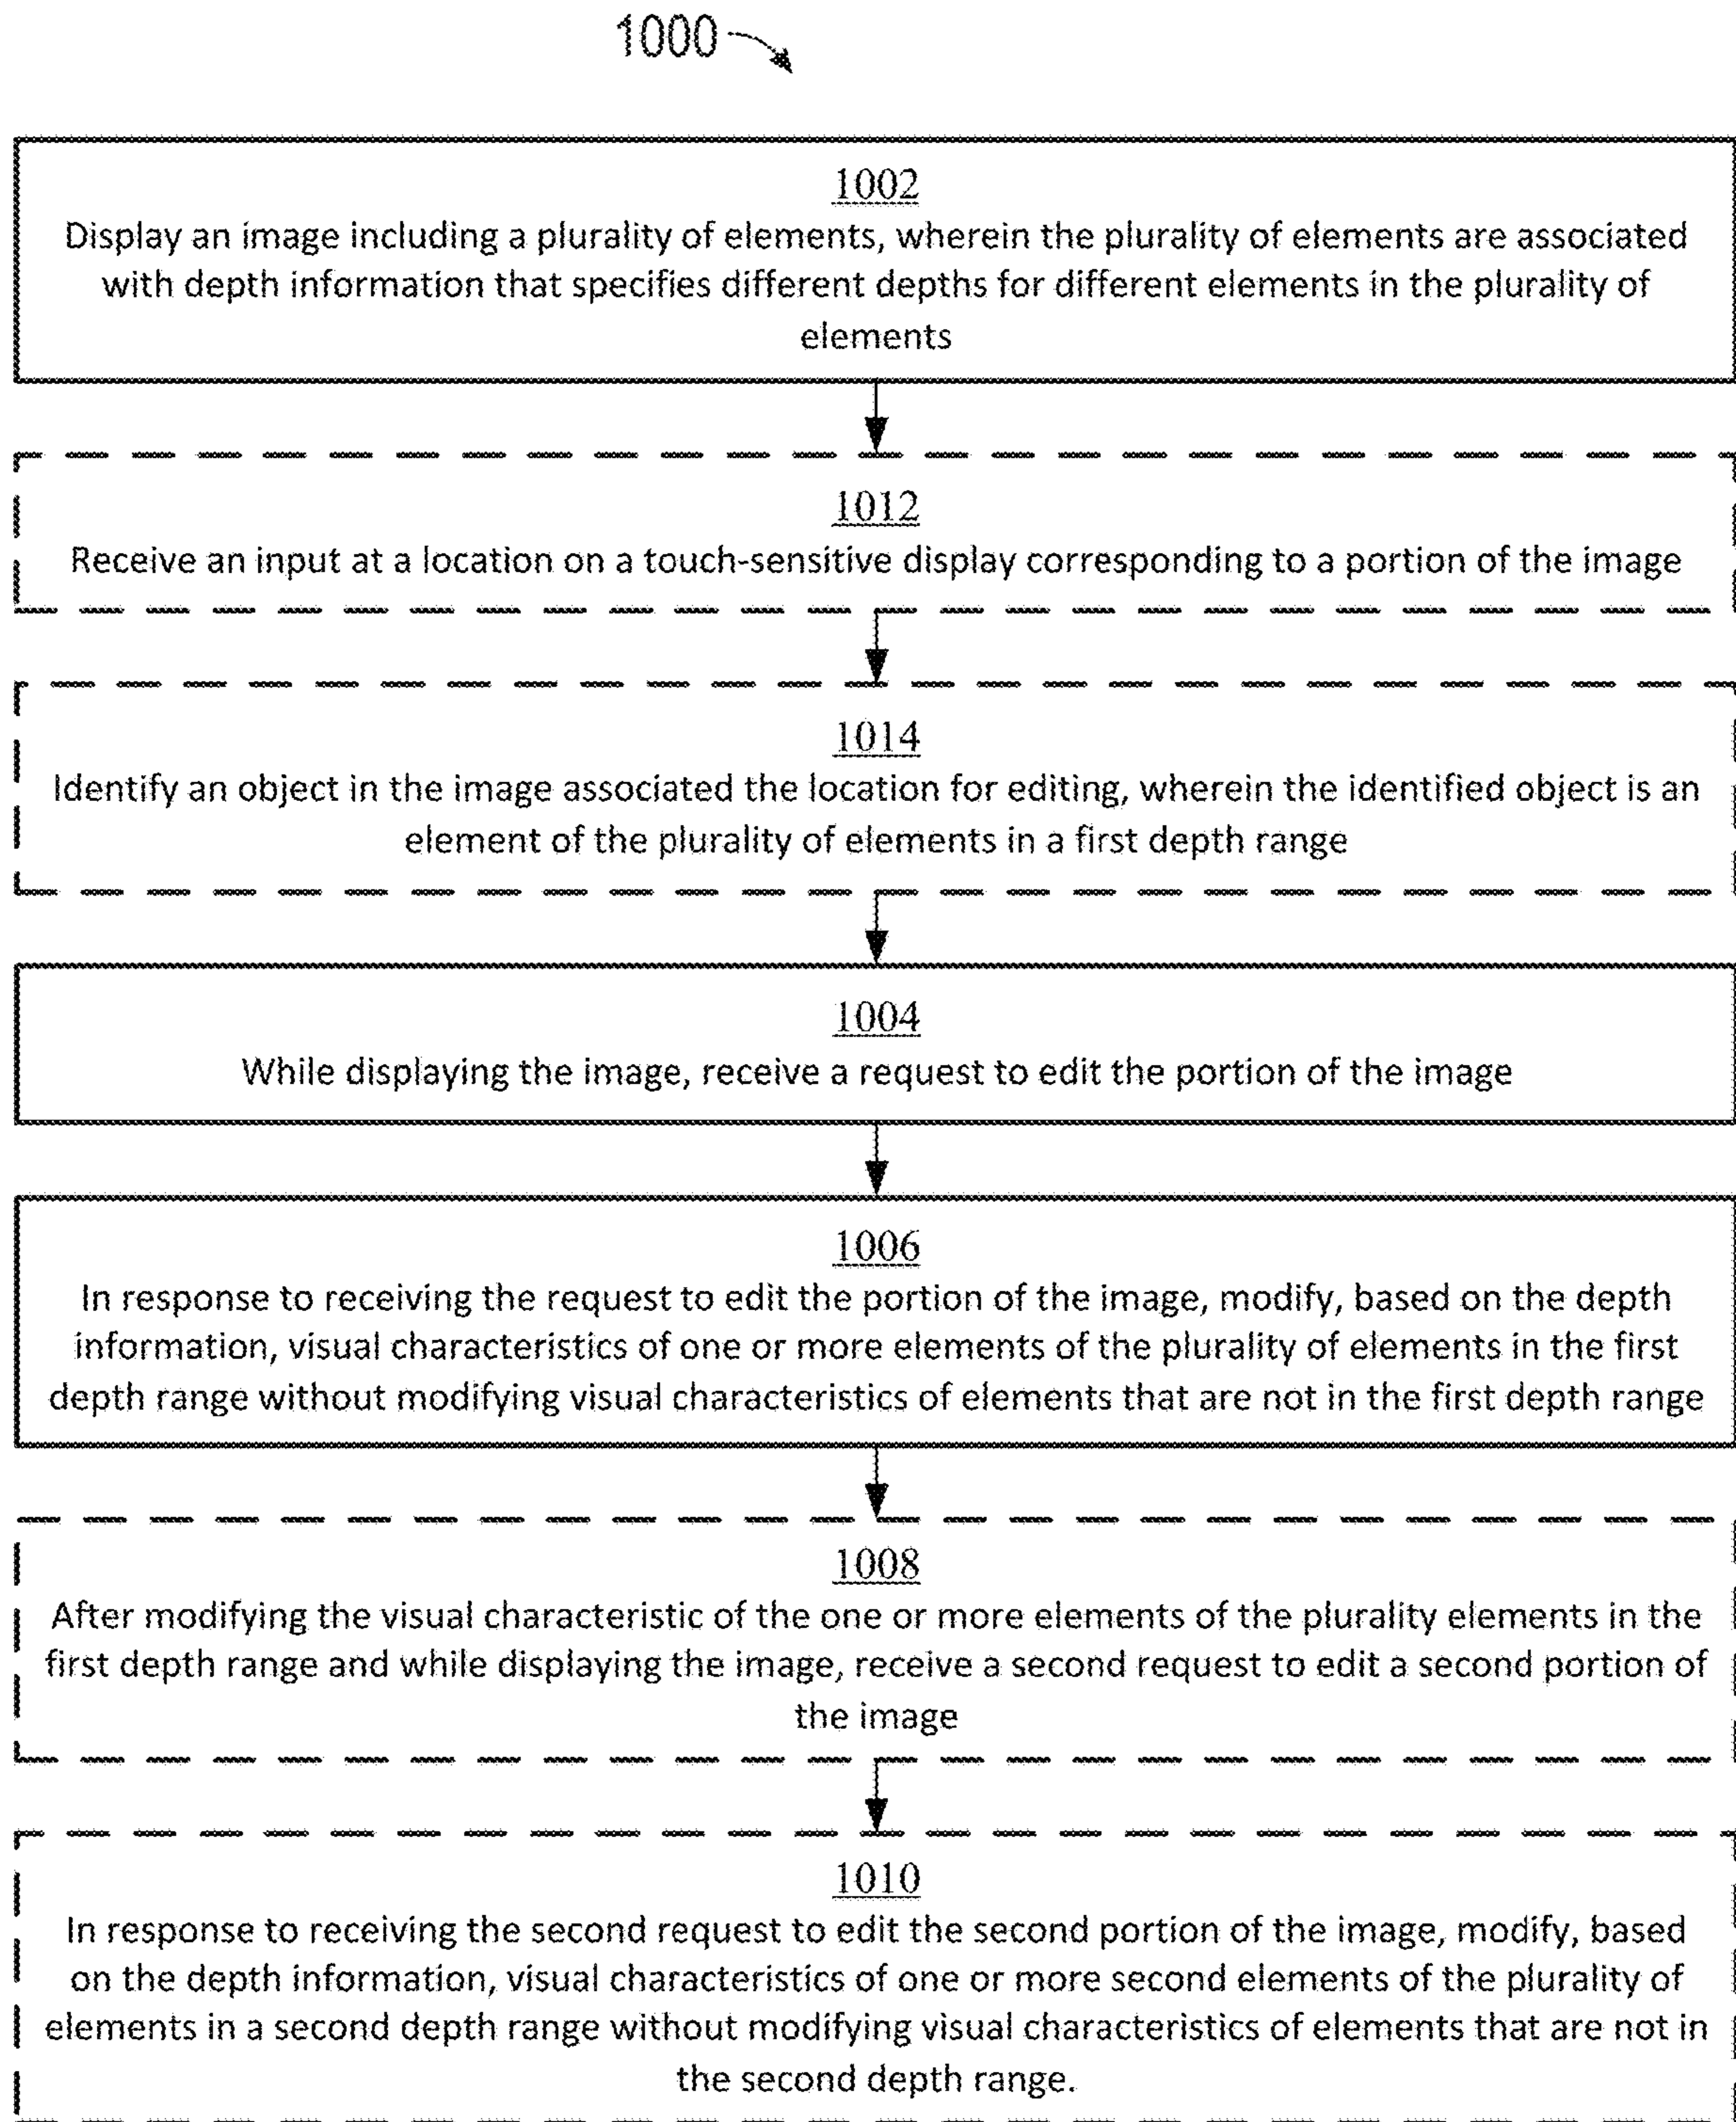 1000
1002
Display an image including a plurality of elements, wherein the plurality of elements are associated
with depth information that specifies different depths for different elements in the plurality of
elements
1012
Receive an input at a location on a touch-sensitive display corresponding to a portion of the image
1014
Identify an object in the image associated the location for editing, wherein the identified object is an
element of the plurality of elements in a first depth range
1004
While displaying the image, receive a request to edit the portion of the image
1006
In response to receiving the request to edit the portion of the image, modify, based on the depth
information, visual characteristics of one or more elements of the plurality of elements in the first
depth range without modifying visual characteristics of elements that are not in the first depth range
1008
After modifying the visual characteristic of the one or more elements of the plurality elements in the
first depth range and while displaying the image, receive a second request to edit a second portion of
the image
1010
In response to receiving the second request to edit the second portion of the image, modify, based
on the depth information, visual characteristics of one or more second elements of the plurality of
elements in a second depth range without modifying visual characteristics of elements that are not in
the second depth range.